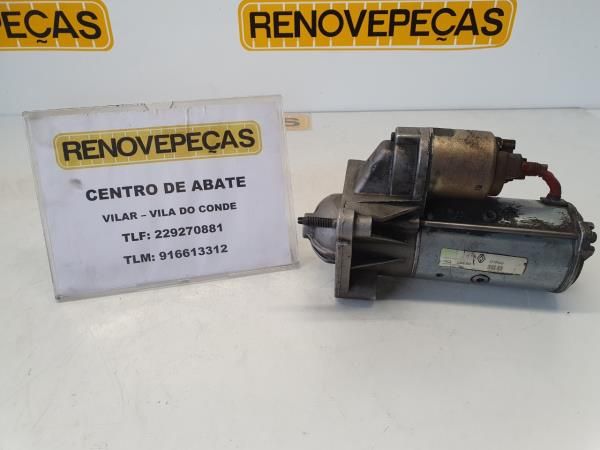 RENOVEPEÇAS
RENOVEPEÇAS
RENOVEPEÇAS
CENTRO DE ABATE
VILAR – VILA DO CONDE
TLF: 229270881
TLM: 916613312